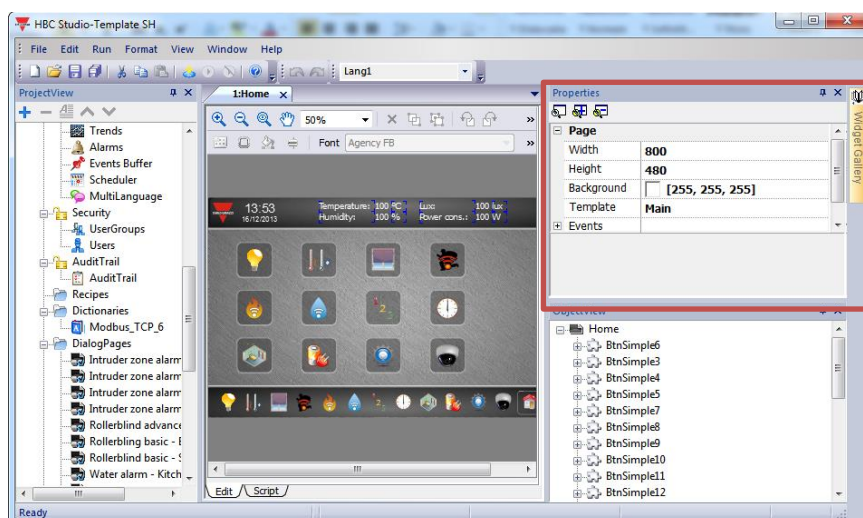 HBC Studio-Template SH
File Edit Run Format View Window Help
Lang1
ProjectView
Trends
Alarms
Events Buffer
Scheduler
MultiLanguage
Security
UserGroups
Users
AuditTrail
AuditTrail
Recipes
Dictionaries
Modbus_TCP_6
DialogPages
Intruder zone alarm
Intruder zone alarm
Intruder zone alarm
Intruder zone alarm
Rollerblind advance
Rollerbling basic - E
Rollerblind basic - S
Water alarm - Kitch
1:Home
50%
Font Agency FB
13:53
16/12/2013
Temperature: 100 ºC Lux: 100 lux
Humidity: 100 % Power cons.: 100 W
Edit Script
Properties
Page
Width 800
Height 480
Background [255, 255, 255]
Template Main
Events
Widget Gallery
ObjectView
Home
BtnSimple6
BtnSimple3
BtnSimple4
BtnSimple5
BtnSimple7
BtnSimple8
BtnSimple9
BtnSimple10
BtnSimple11
BtnSimple12
Ready